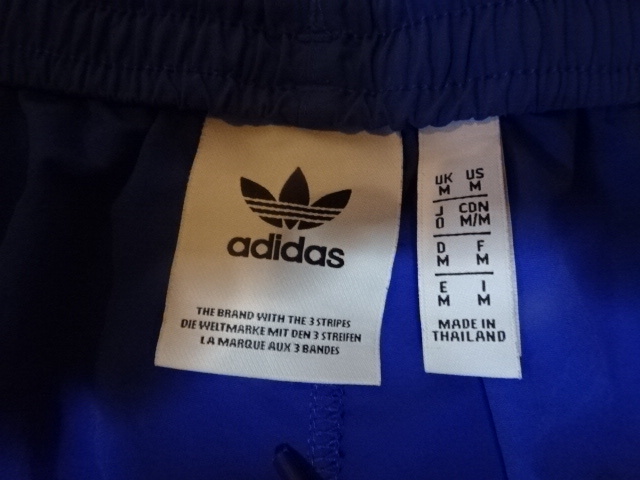 adidas
THE BRAND WITH THE 3 STRIPES
DIE WELTMARKE MIT DEN 3 STREIFEN
LA MARQUE AUX 3 BANDES
UK US
M M
J CDN
O M/M
D F
M M
E I
M M
MADE IN
THAILAND